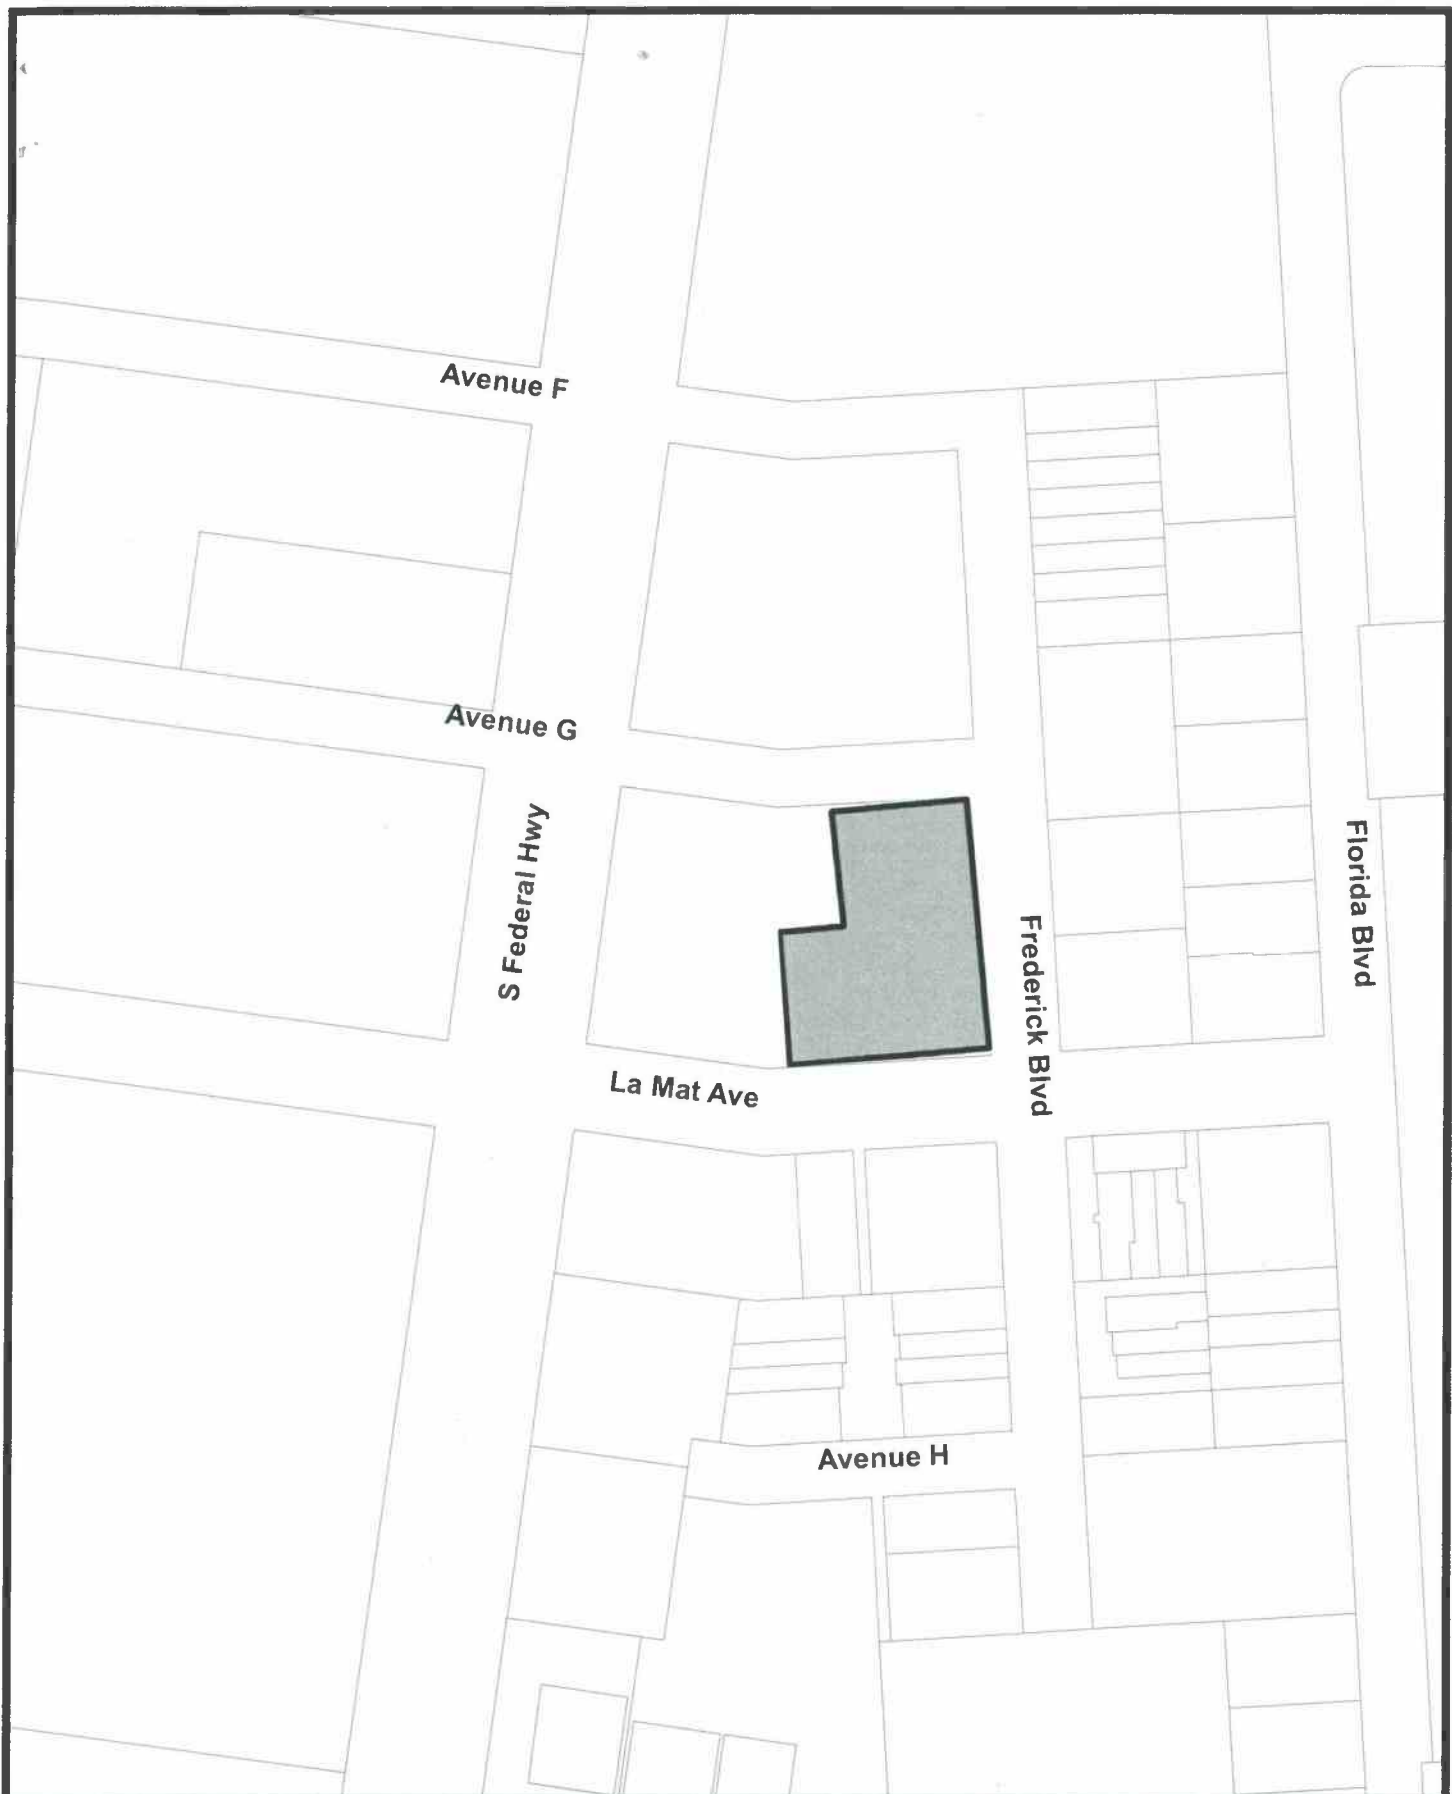 Avenue F
Avenue G
S Federal Hwy
Florida Blvd
Frederick Blvd
La Mat Ave
Avenue H